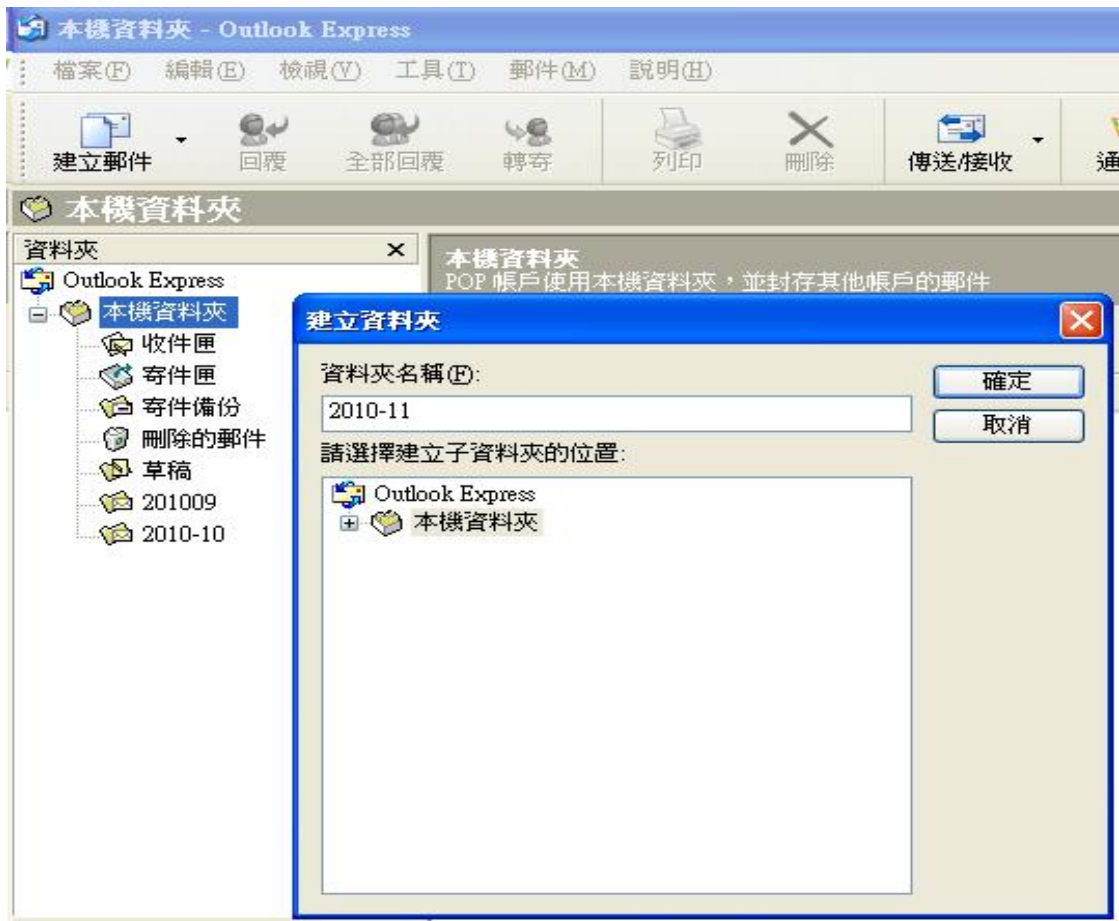 本機資料夾 - Outlook Express
檔案(F) 編輯(E) 檢視(V) 工具(T) 郵件(M) 說明(H)
建立郵件 回覆 全部回覆 轉寄 列印 刪除 傳送/接收 通
本機資料夾
資料夾
Outlook Express
本機資料夾
收件匣
寄件匣
寄件備份
刪除的郵件
草稿
201009
2010-10
本機資料夾
POP 帳戶使用本機資料夾，並封存其他帳戶的郵件
建立資料夾
資料夾名稱(F):
2010-11
確定
取消
請選擇建立子資料夾的位置:
Outlook Express
本機資料夾